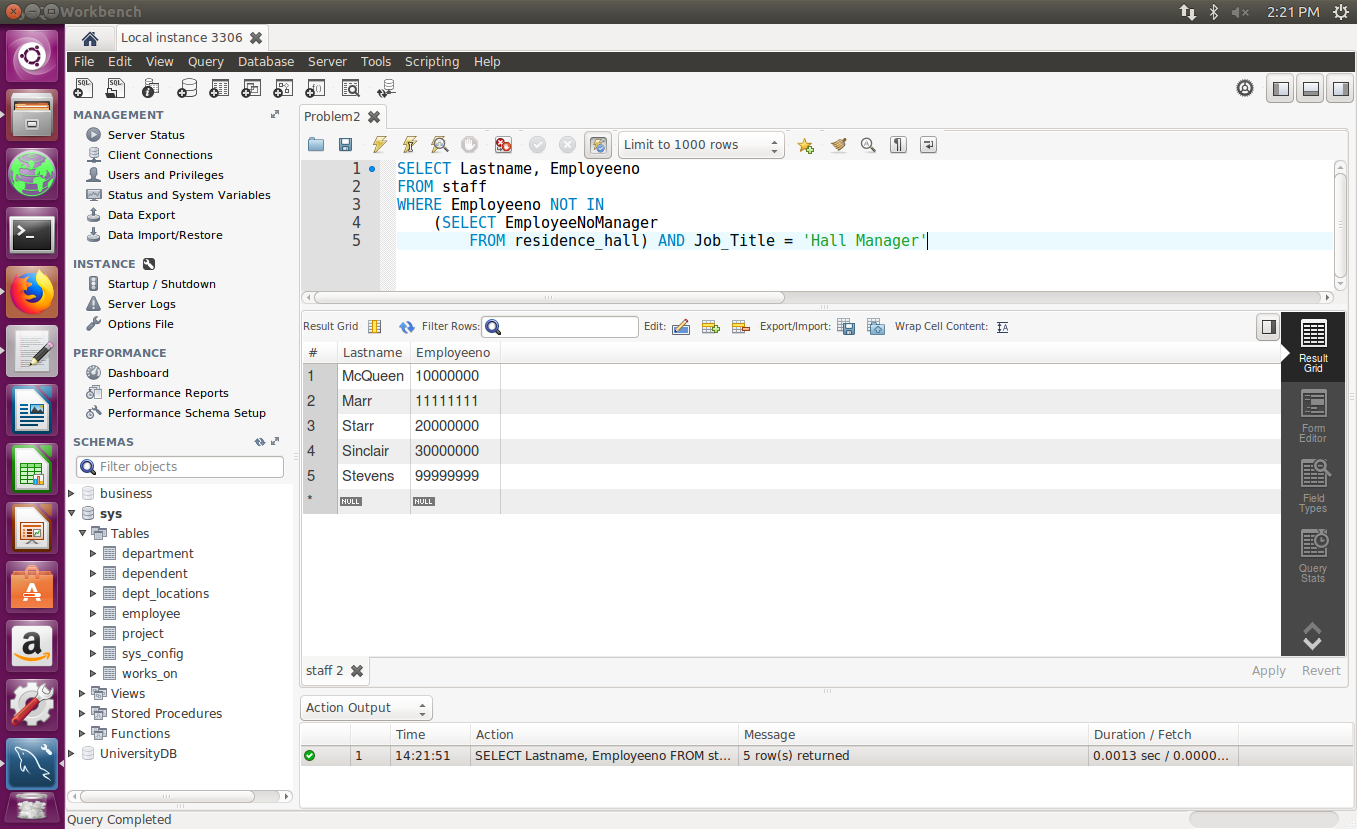 Workbench
2:21 PM
Local instance 3306
File Edit View Query Database Server Tools Scripting Help
MANAGEMENT
Server Status
Client Connections
Users and Privileges
Status and System Variables
Data Export
Data Import/Restore
INSTANCE
Startup / Shutdown
Server Logs
Options File
PERFORMANCE
Dashboard
Performance Reports
Performance Schema Setup
SCHEMAS
Filter objects
business
sys
Tables
department
dependent
dept_locations
employee
project
sys_config
works_on
Views
Stored Procedures
Functions
UniversityDB
Problem2
Limit to 1000 rows
1 SELECT Lastname, Employeeno
2 FROM staff
3 WHERE Employeeno NOT IN
4 (SELECT EmployeeNoManager
5 FROM residence_hall) AND Job_Title = 'Hall Manager'
Result Grid Filter Rows: Edit: Export/Import: Wrap Cell Content:
# Lastname Employeeno
1 McQueen 10000000
2 Marr 11111111
3 Starr 20000000
4 Sinclair 30000000
5 Stevens 99999999
* NULL NULL
Result
Grid
Form
Editor
Field
Types
Query
Stats
staff 2
Apply Revert
Action Output
Time Action Message Duration / Fetch
1 14:21:51 SELECT Lastname, Employeeno FROM st... 5 row(s) returned 0.0013 sec / 0.0000...
Query Completed